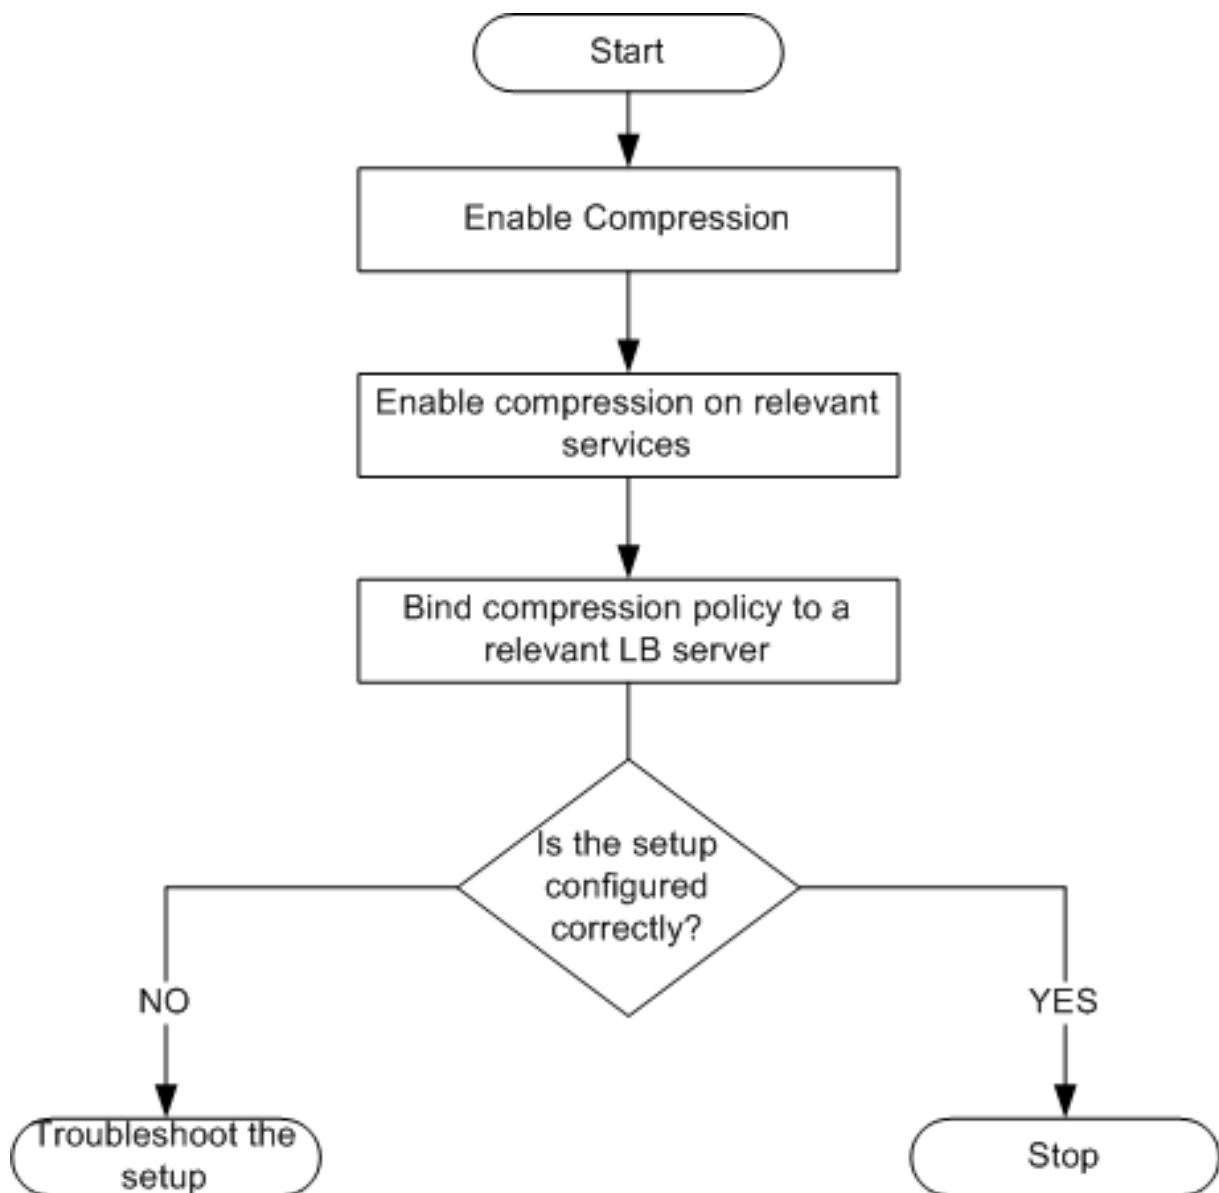 Start
Enable Compression
Enable compression on relevant
services
Bind compression policy to a
relevant LB server
Is the setup
configured
correctly?
NO
YES
Troubleshoot the
setup
Stop